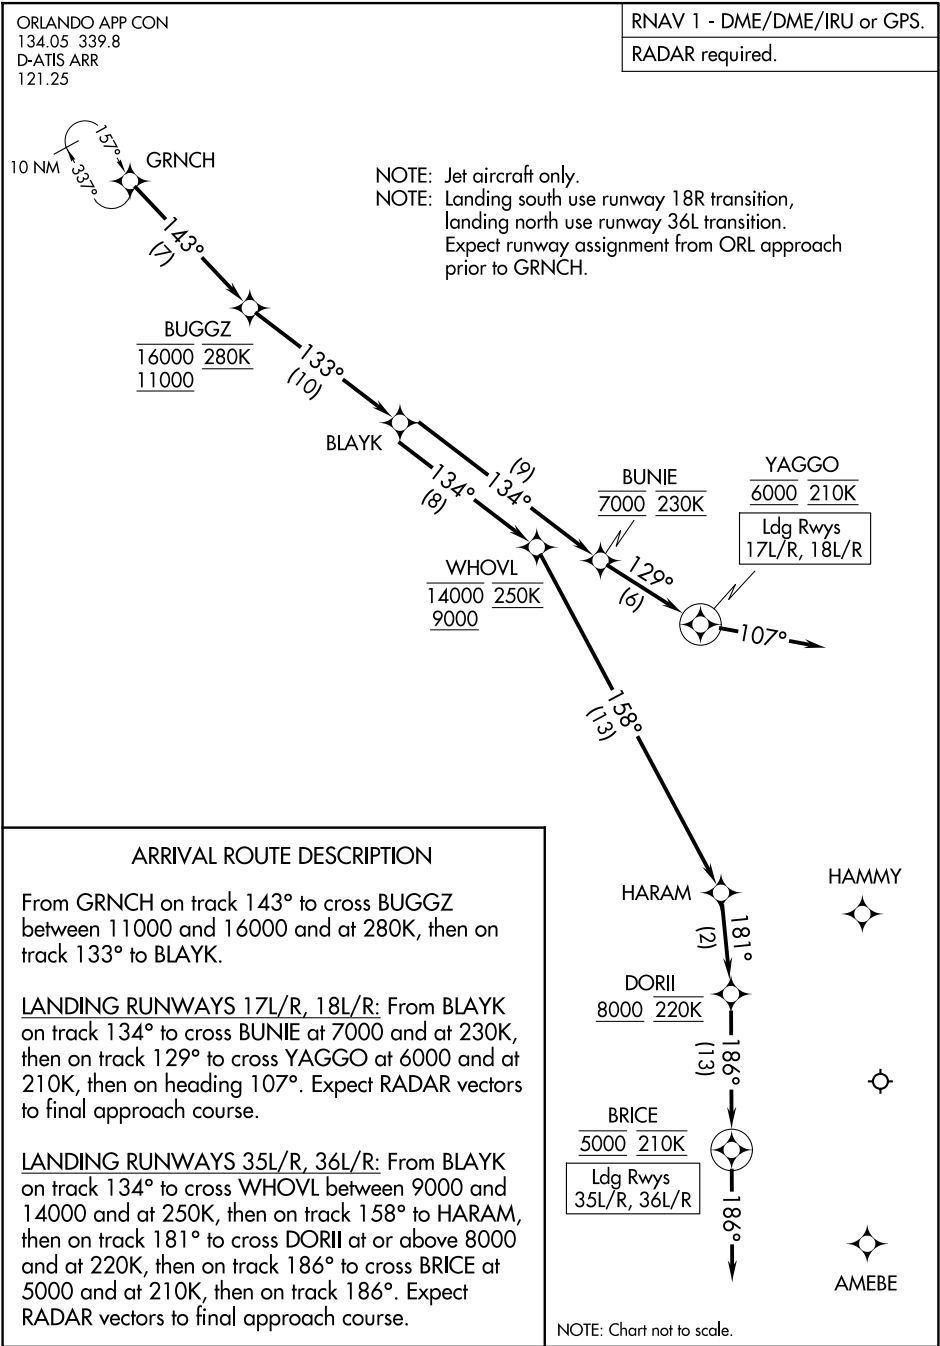 ORLANDO APP CON
134.05 339.8
D-ATIS ARR
121.25
RNAV 1 - DME/DME/IRU or GPS.
RADAR required.
157°
10 NM
337°
GRNCH
NOTE: Jet aircraft only.
NOTE: Landing south use runway 18R transition,
landing north use runway 36L transition.
Expect runway assignment from ORL approach
prior to GRNCH.
143°
(7)
BUGGZ
16000 280K
11000
133°
(10)
BLAYK
(9)
134°
134°
(8)
BUNIE
7000 230K
YAGGO
6000 210K
Ldg Rwys
17L/R, 18L/R
WHOVL
14000 250K
9000
129°
(6)
107°
158°
(13)
HARAM
HAMMY
181°
(2)
DORII
8000 220K
186°
(13)
BRICE
5000 210K
Ldg Rwys
35L/R, 36L/R
186°
AMEBE
ARRIVAL ROUTE DESCRIPTION
From GRNCH on track 143° to cross BUGGZ
between 11000 and 16000 and at 280K, then on
track 133° to BLAYK.
LANDING RUNWAYS 17L/R, 18L/R: From BLAYK
on track 134° to cross BUNIE at 7000 and at 230K,
then on track 129° to cross YAGGO at 6000 and at
210K, then on heading 107°. Expect RADAR vectors
to final approach course.
LANDING RUNWAYS 35L/R, 36L/R: From BLAYK
on track 134° to cross WHOVL between 9000 and
14000 and at 250K, then on track 158° to HARAM,
then on track 181° to cross DORII at or above 8000
and at 220K, then on track 186° to cross BRICE at
5000 and at 210K, then on track 186°. Expect
RADAR vectors to final approach course.
NOTE: Chart not to scale.